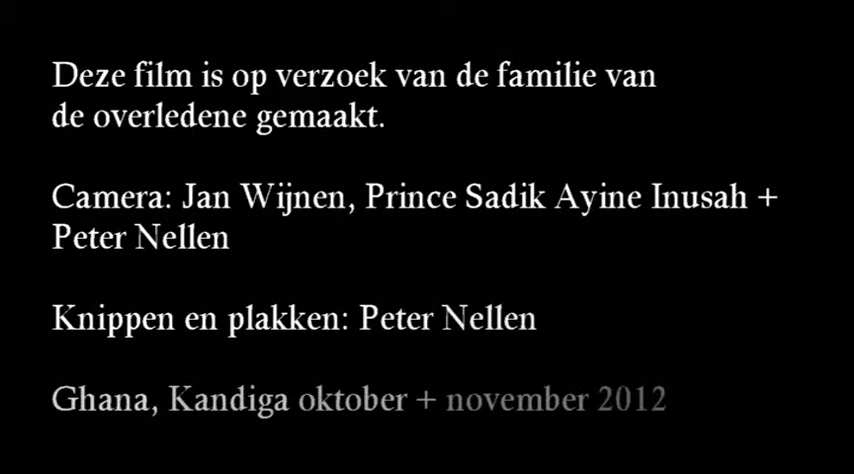 Deze film is op verzoek van de familie van
de overledene gemaakt.
Camera: Jan Wijnen, Prince Sadik Ayine Inusah +
Peter Nellen
Knippen en plakken: Peter Nellen
Ghana, Kandiga oktober + november 2012